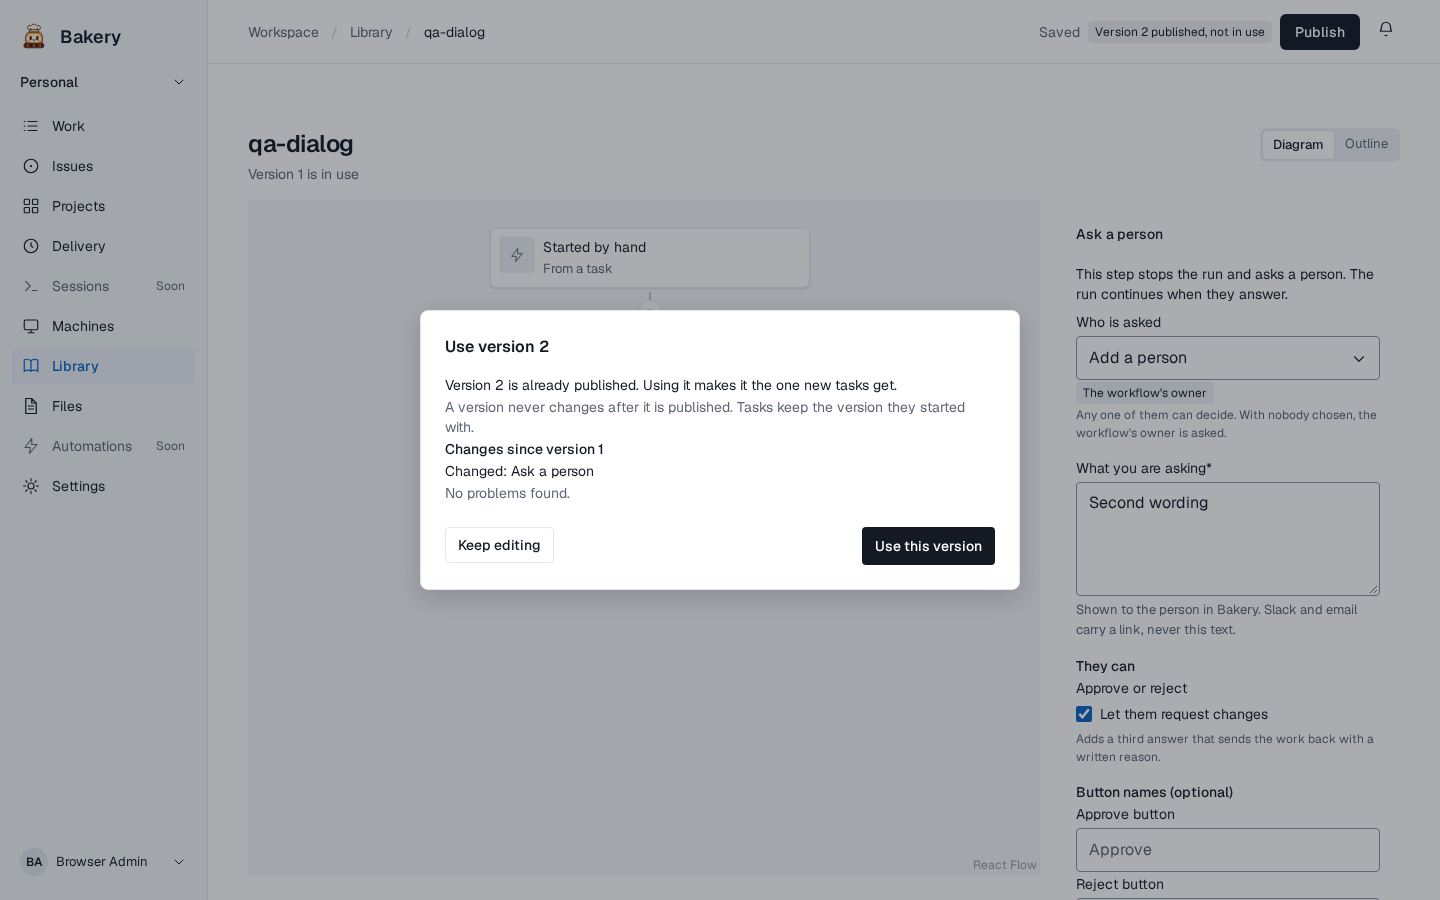 Bakery
Workspace / Library / qa-dialog
Saved
Version 2 published, not in use
Publish
Personal
Work
Issues
Projects
Delivery
Sessions Soon
Machines
Library
Files
Automations Soon
Settings
BA Browser Admin
qa-dialog
Version 1 is in use
Diagram
Outline
Started by hand
From a task
React Flow
Use version 2
Version 2 is already published. Using it makes it the one new tasks get.
A version never changes after it is published. Tasks keep the version they started
with.
Changes since version 1
Changed: Ask a person
No problems found.
Keep editing
Use this version
Ask a person
This step stops the run and asks a person. The
run continues when they answer.
Who is asked
Add a person
The workflow's owner
Any one of them can decide. With nobody chosen, the
workflow's owner is asked.
What you are asking*
Second wording
Shown to the person in Bakery. Slack and email
carry a link, never this text.
They can
Approve or reject
Let them request changes
Adds a third answer that sends the work back with a
written reason.
Button names (optional)
Approve button
Approve
Reject button